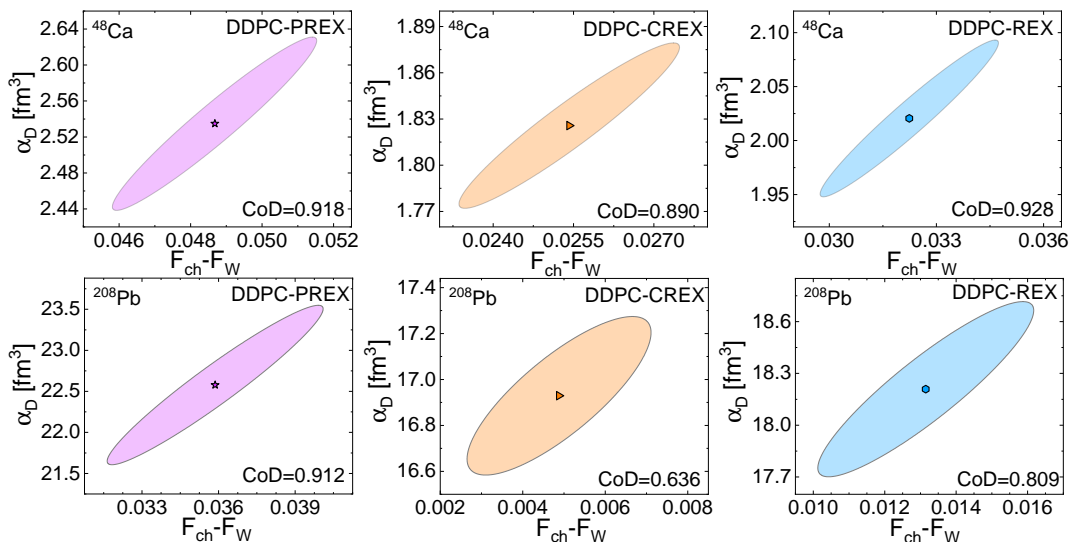 ⁴⁸Ca DDPC-PREX
α_D [fm³]
2.64
2.60
2.56
2.52
2.48
2.44
CoD=0.918
0.046 0.048 0.050 0.052
F_ch-F_W
⁴⁸Ca DDPC-CREX
α_D [fm³]
1.89
1.86
1.83
1.80
1.77
CoD=0.890
0.0240 0.0255 0.0270
F_ch-F_W
⁴⁸Ca DDPC-REX
α_D [fm³]
2.10
2.05
2.00
1.95
CoD=0.928
0.030 0.033 0.036
F_ch-F_W
²⁰⁸Pb DDPC-PREX
α_D [fm³]
23.5
23.0
22.5
22.0
21.5
CoD=0.912
0.033 0.036 0.039
F_ch-F_W
²⁰⁸Pb DDPC-CREX
α_D [fm³]
17.4
17.2
17.0
16.8
16.6
CoD=0.636
0.002 0.004 0.006 0.008
F_ch-F_W
²⁰⁸Pb DDPC-REX
α_D [fm³]
18.6
18.3
18.0
17.7
CoD=0.809
0.010 0.012 0.014 0.016
F_ch-F_W